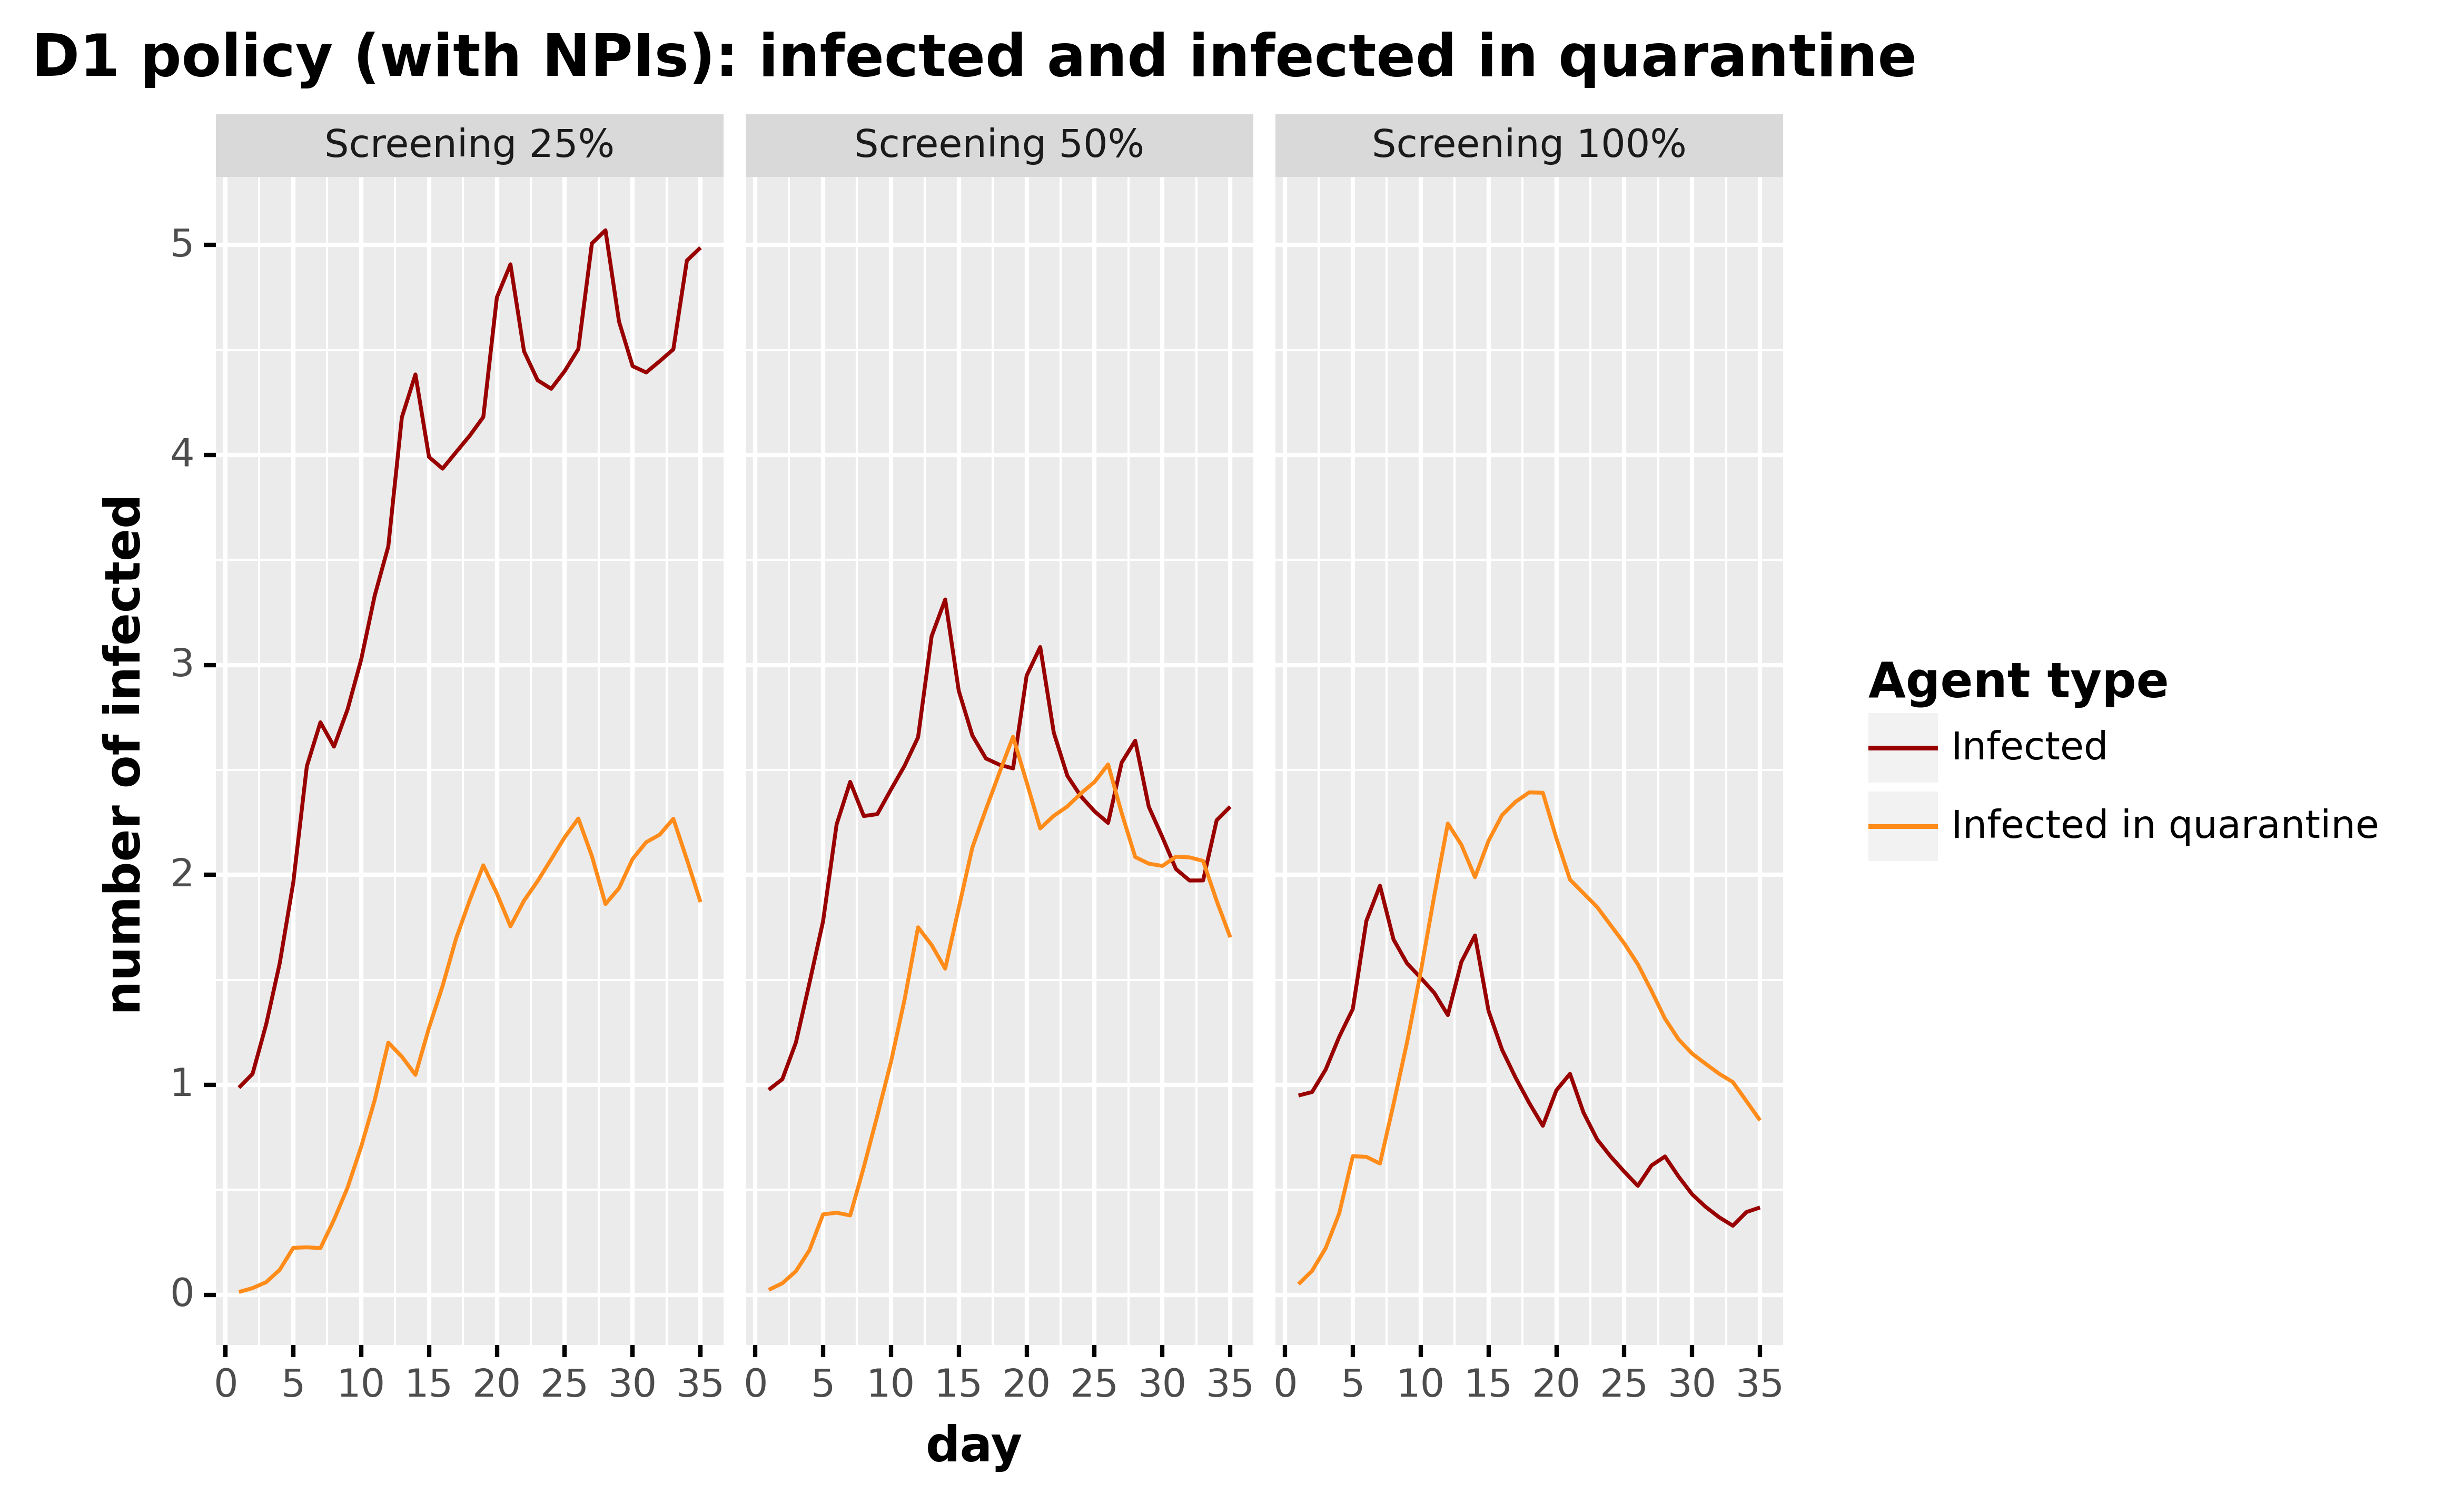 D1 policy (with NPIs): infected and infected in quarantine
Screening 25% Screening 50% Screening 100%
5
4
3
2
1
0
number of infected
0 5 10 15 20 25 30 35 0 5 10 15 20 25 30 35 0 5 10 15 20 25 30 35
day
Agent type
Infected
Infected in quarantine